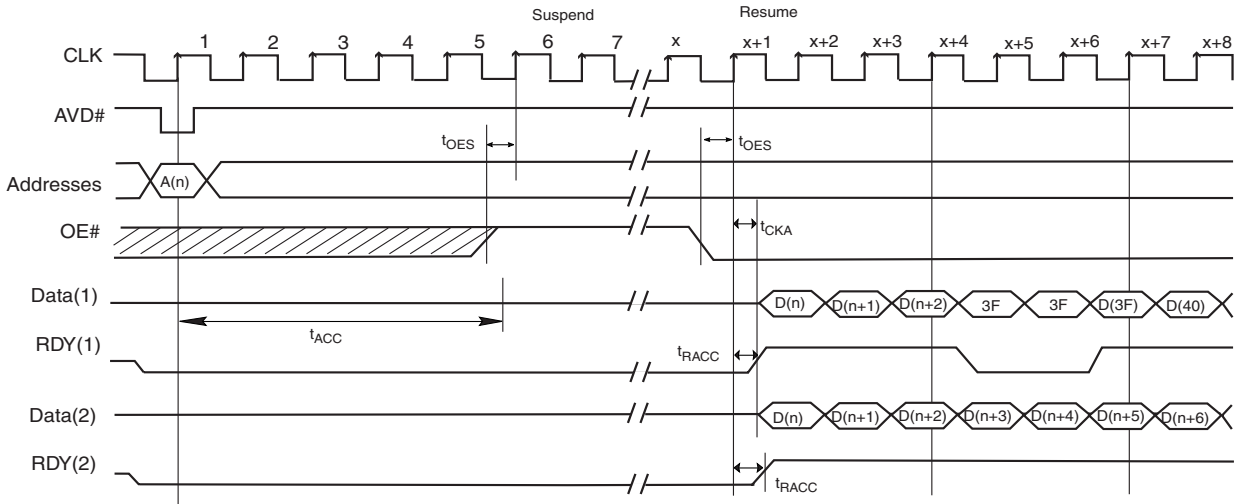 Suspend Resume
CLK 1 2 3 4 5 6 7 x x+1 x+2 x+3 x+4 x+5 x+6 x+7 x+8
AVD#
tOES tOES
Addresses A(n)
OE# tCKA
Data(1) D(n) D(n+1) D(n+2) 3F 3F D(3F) D(40)
tACC
RDY(1) tRACC
Data(2) D(n) D(n+1) D(n+2) D(n+3) D(n+4) D(n+5) D(n+6)
RDY(2) tRACC